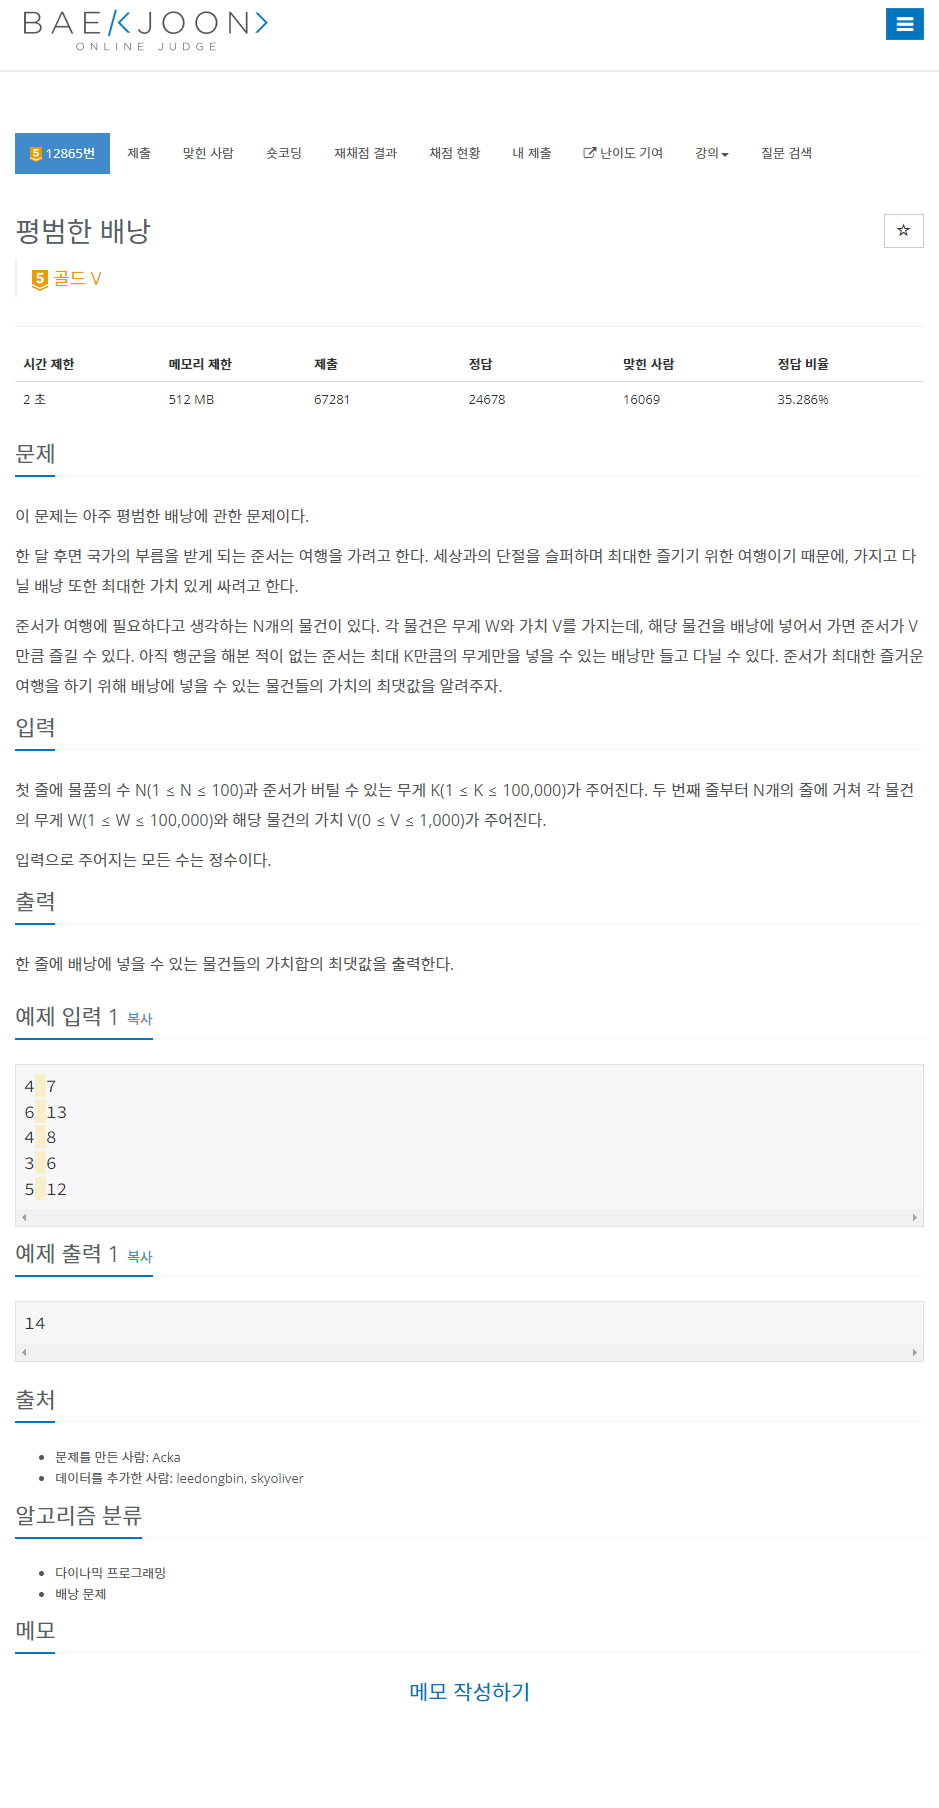 BAEKJOON
ONLINE JUDGE
5 12865번 제출 맞힌 사람 숏코딩 재채점 결과 채점 현황 내 제출 난이도 기여 강의 질문 검색
평범한 배낭
5 골드 V
시간 제한 메모리 제한 제출 정답 맞힌 사람 정답 비율
2 초 512 MB 67281 24678 16069 35.286%
문제
이 문제는 아주 평범한 배낭에 관한 문제이다.
한 달 후면 국가의 부름을 받게 되는 준서는 여행을 가려고 한다. 세상과의 단절을 슬퍼하며 최대한 즐기기 위한 여행이기 때문에, 가지고 다
닐 배낭 또한 최대한 가치 있게 싸려고 한다.
준서가 여행에 필요하다고 생각하는 N개의 물건이 있다. 각 물건은 무게 W와 가치 V를 가지는데, 해당 물건을 배낭에 넣어서 가면 준서가 V
만큼 즐길 수 있다. 아직 행군을 해본 적이 없는 준서는 최대 K만큼의 무게만을 넣을 수 있는 배낭만 들고 다닐 수 있다. 준서가 최대한 즐거운
여행을 하기 위해 배낭에 넣을 수 있는 물건들의 가치의 최댓값을 알려주자.
입력
첫 줄에 물품의 수 N(1 ≤ N ≤ 100)과 준서가 버틸 수 있는 무게 K(1 ≤ K ≤ 100,000)가 주어진다. 두 번째 줄부터 N개의 줄에 거쳐 각 물건
의 무게 W(1 ≤ W ≤ 100,000)와 해당 물건의 가치 V(0 ≤ V ≤ 1,000)가 주어진다.
입력으로 주어지는 모든 수는 정수이다.
출력
한 줄에 배낭에 넣을 수 있는 물건들의 가치합의 최댓값을 출력한다.
예제 입력 1 복사
4 7
6 13
4 8
3 6
5 12
예제 출력 1 복사
14
출처
문제를 만든 사람: Acka
데이터를 추가한 사람: leedongbin, skyoliver
알고리즘 분류
다이나믹 프로그래밍
배낭 문제
메모
메모 작성하기